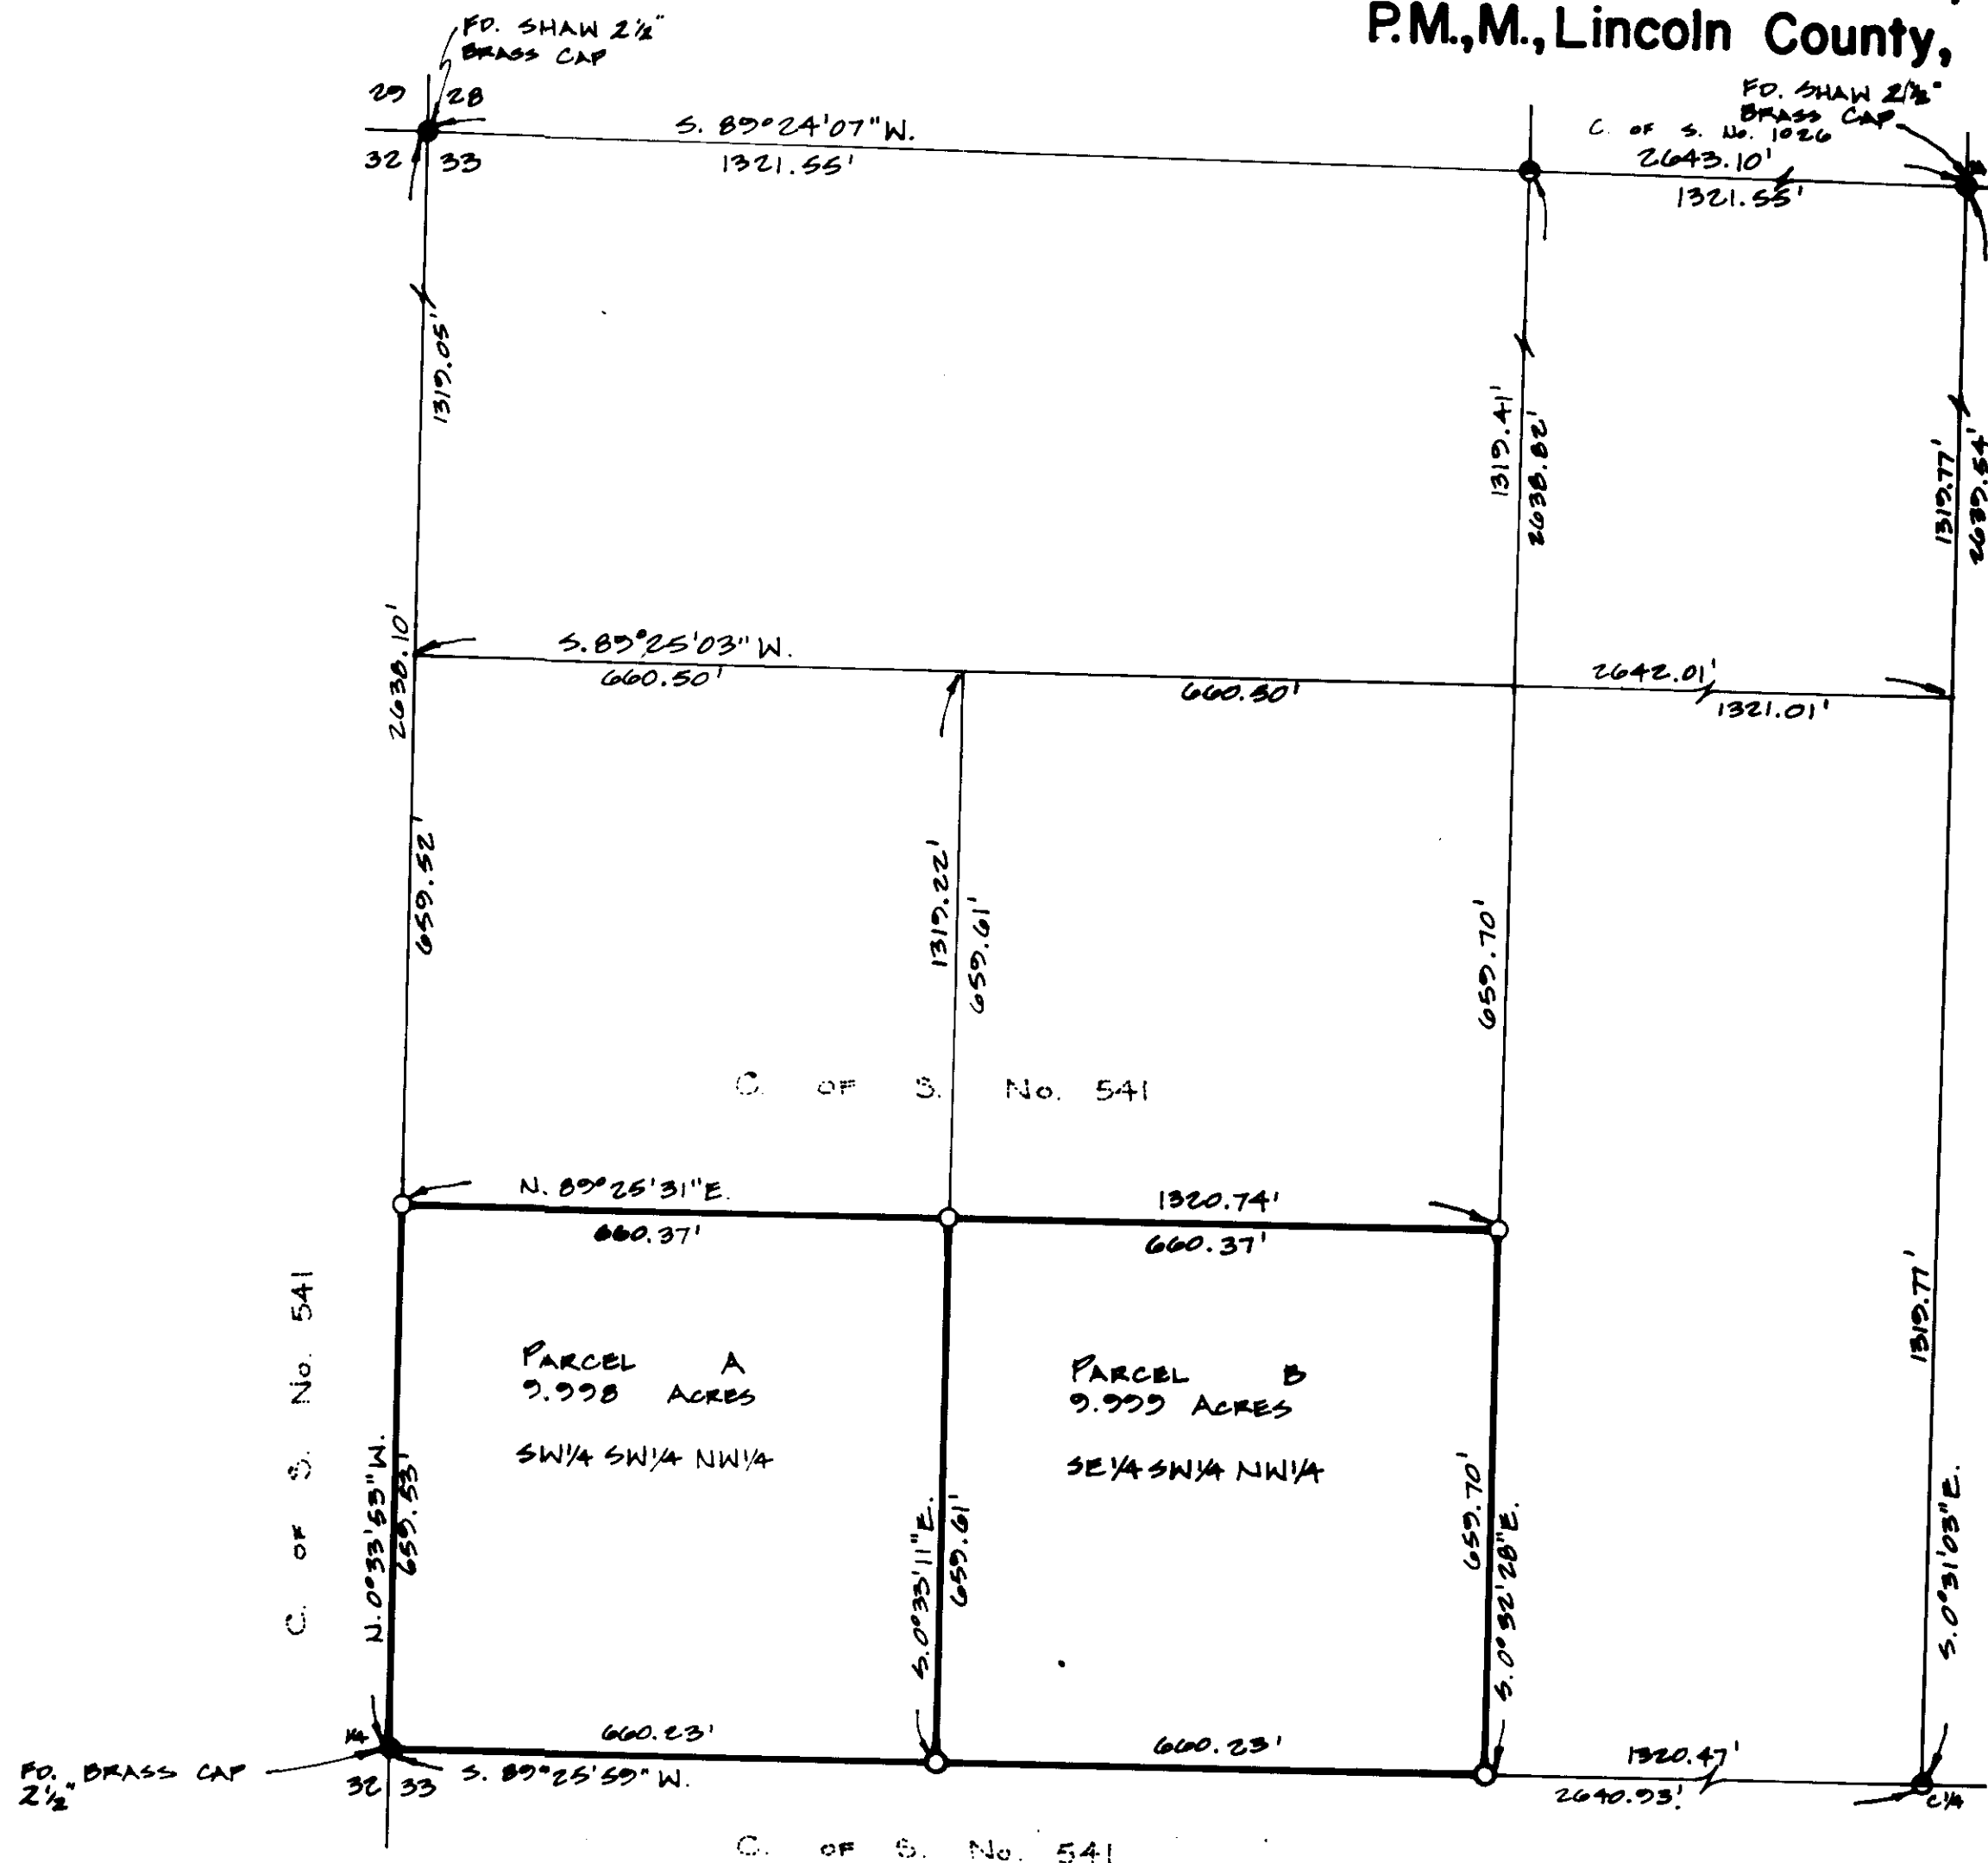 P.M.,M., Lincoln County,
FD. SHAW 2½"
BRASS CAP
29 28
32 33
S. 89°24'07"W.
1321.55'
FD. SHAW 2½"
BRASS CAP
C. OF S. No. 1026
2643.10'
1321.55'
1319.05'
1319.41'
2638.82'
1319.77'
2639.54'
2638.10'
S. 89°25'03" W.
660.50'
660.50'
2642.01'
1321.01'
659.52'
1319.22'
659.61'
659.70'
C. OF S. No. 541
N. 89°25'31"E.
660.37'
1320.74'
660.37'
C. OF S. No. 541
N. 0°33'53"W.
659.53'
PARCEL A
9.998 ACRES
SW1/4 SW1/4 NW1/4
S. 0°33'11"E.
659.61'
PARCEL B
9.999 ACRES
SE1/4 SW1/4 NW1/4
659.70'
S. 0°32'28"E.
1319.77'
S. 0°31'03"E.
1/4
FD. BRASS CAP
2½"
32 33
660.23'
S. 89°25'59" W.
660.23'
1320.47'
2640.93'
C1/4
C. OF S. No. 541